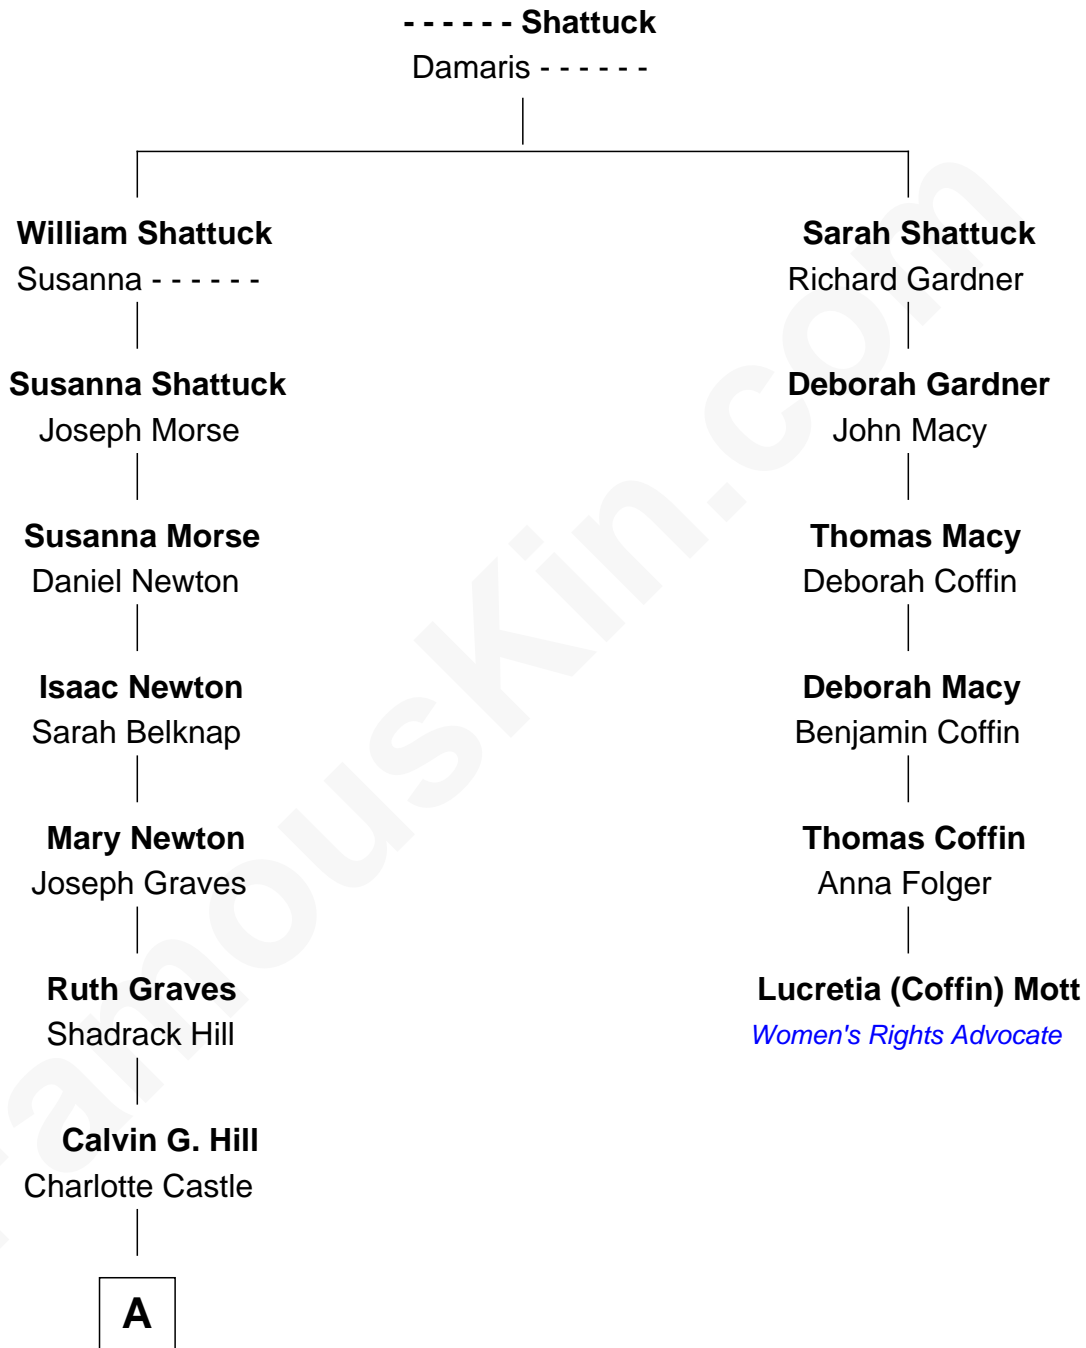 - - - - - - Shattuck
Damaris - - - - - -
William Shattuck
Susanna - - - - - -
Sarah Shattuck
Richard Gardner
Susanna Shattuck
Joseph Morse
Deborah Gardner
John Macy
Susanna Morse
Daniel Newton
Thomas Macy
Deborah Coffin
Isaac Newton
Sarah Belknap
Deborah Macy
Benjamin Coffin
Mary Newton
Joseph Graves
Thomas Coffin
Anna Folger
Ruth Graves
Shadrack Hill
Lucretia (Coffin) Mott
Women's Rights Advocate
Calvin G. Hill
Charlotte Castle
A
FamousKin.com